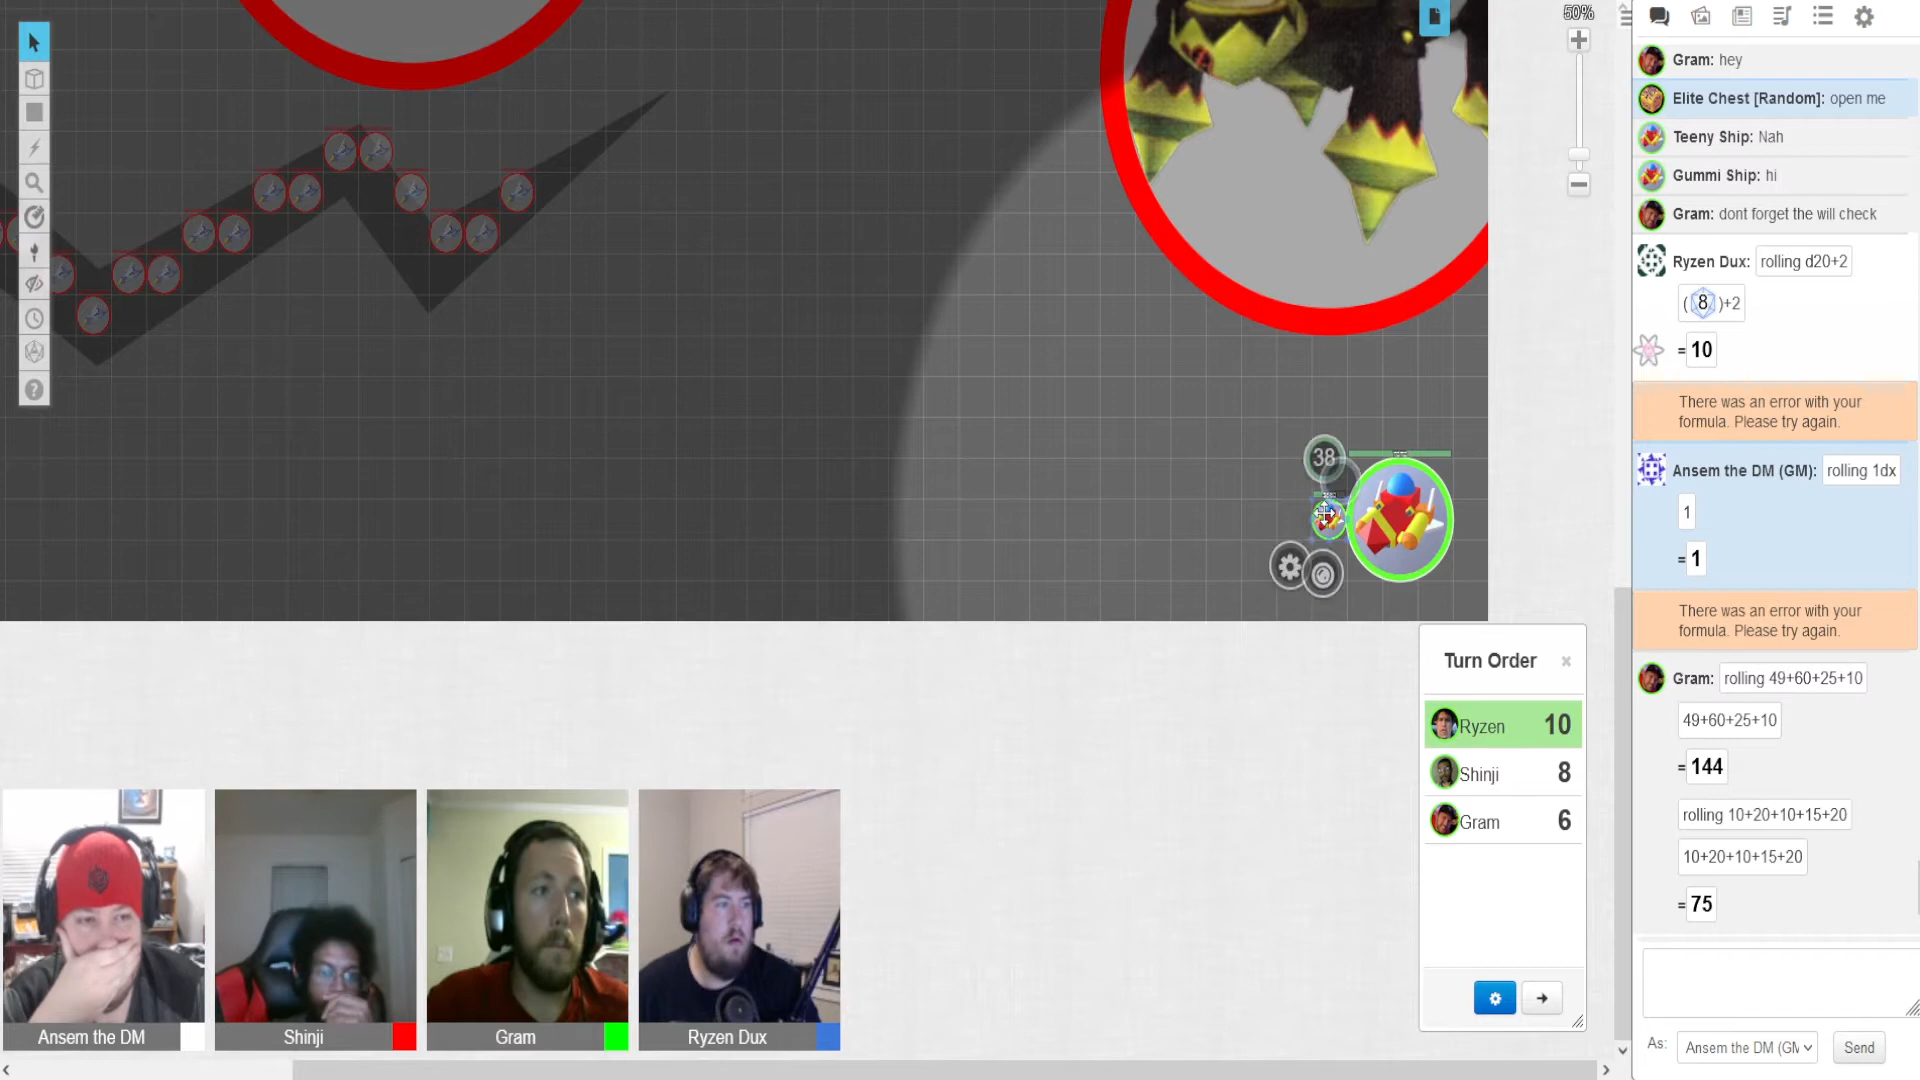 50%
Gram: hey
Elite Chest [Random]: open me
Teeny Ship: Nah
Gummi Ship: hi
Gram: dont forget the will check
Ryzen Dux: rolling d20+2
(8)+2
= 10
There was an error with your
formula. Please try again.
Ansem the DM (GM): rolling 1dx
1
= 1
There was an error with your
formula. Please try again.
Gram: rolling 49+60+25+10
49+60+25+10
= 144
rolling 10+20+10+15+20
10+20+10+15+20
= 75
As: Ansem the DM (GM
Send
38
Turn Order ×
Ryzen 10
Shinji 8
Gram 6
Ansem the DM
Shinji
Gram
Ryzen Dux